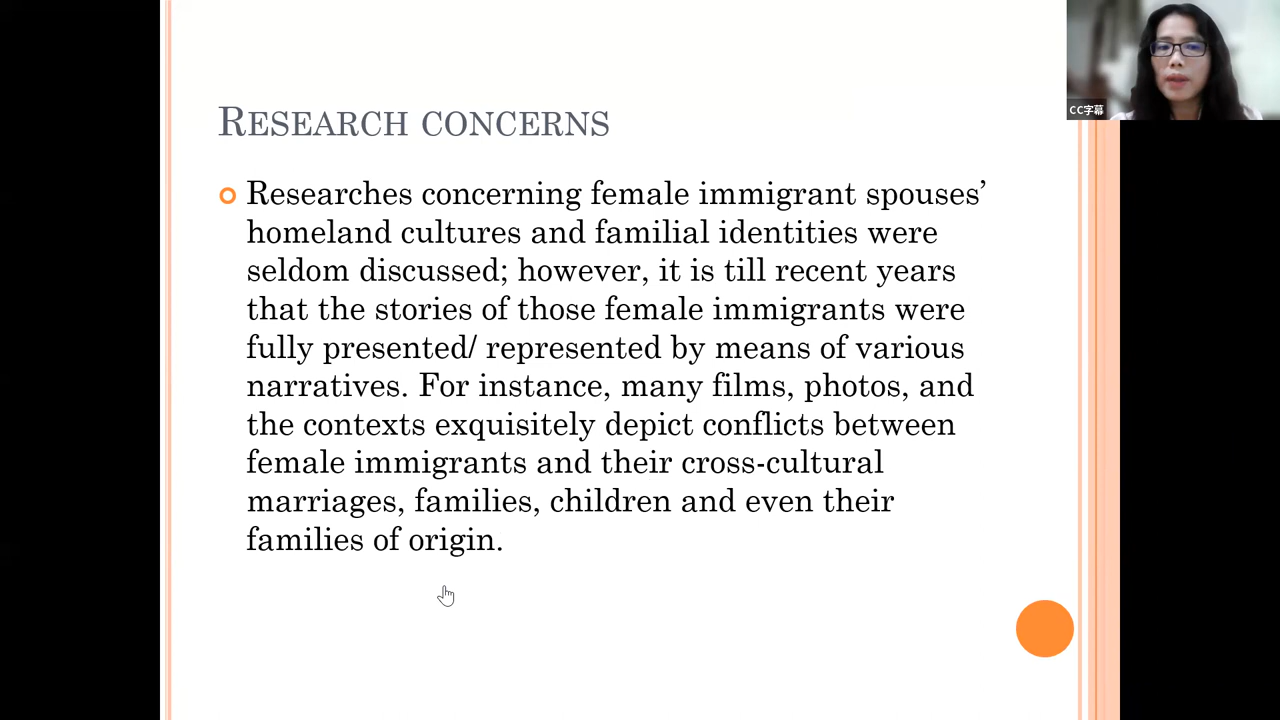 RESEARCH CONCERNS
Researches concerning female immigrant spouses’
homeland cultures and familial identities were
seldom discussed; however, it is till recent years
that the stories of those female immigrants were
fully presented/ represented by means of various
narratives. For instance, many films, photos, and
the contexts exquisitely depict conflicts between
female immigrants and their cross-cultural
marriages, families, children and even their
families of origin.
CC字幕